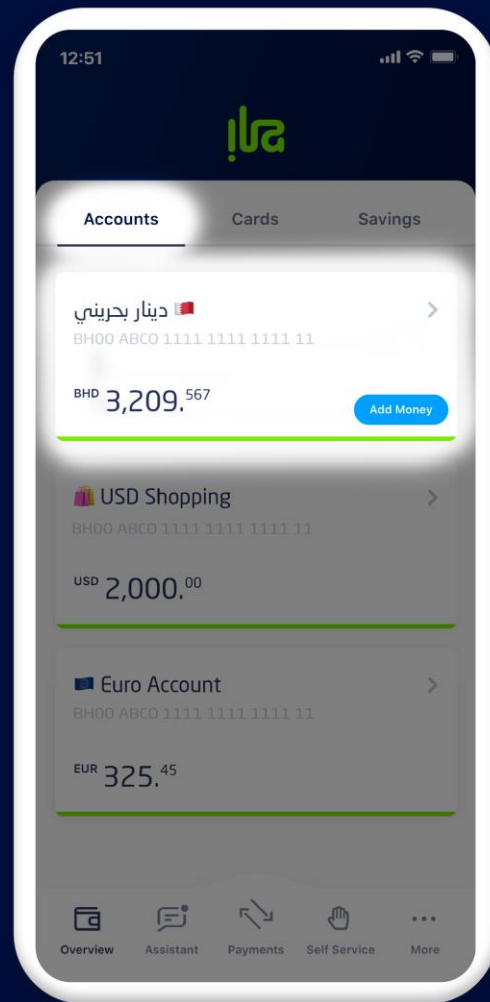 12:51
ila
Accounts Cards Savings
دينار بحريني
BH00 ABCO 1111 1111 1111 11
BHD 3,209.567
Add Money
USD Shopping
BH00 ABCO 1111 1111 1111 11
USD 2,000.00
Euro Account
BH00 ABCO 1111 1111 1111 11
EUR 325.45
Overview Assistant Payments Self Service More